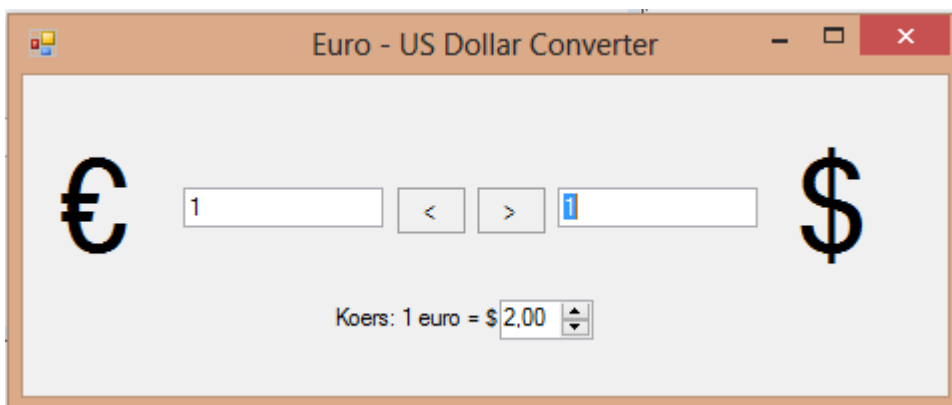 Euro - US Dollar Converter
€ 1 < > 1 $
Koers: 1 euro = $ 2,00